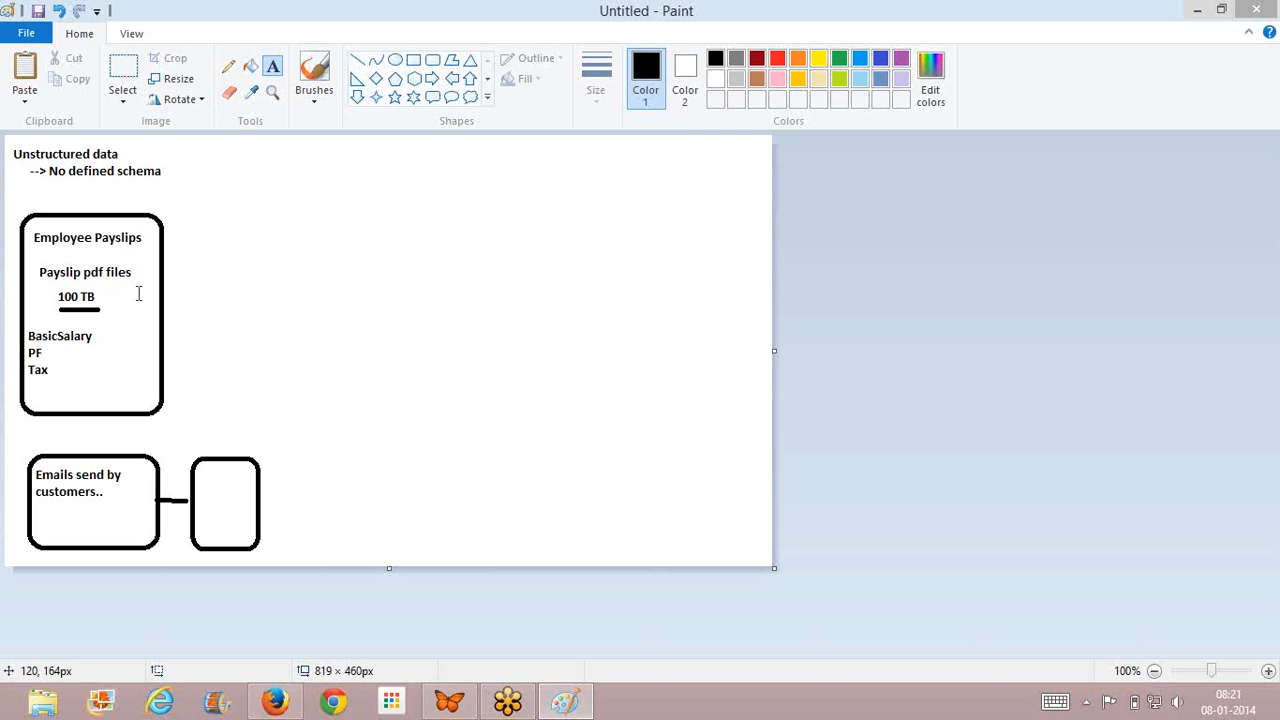 Untitled - Paint
File
Home
View
Paste
Cut
Copy
Clipboard
Select
Crop
Resize
Rotate
Image
A
Tools
Brushes
Shapes
Outline
Fill
Size
Color 1
Color 2
Edit colors
Colors
Unstructured data
--> No defined schema
Employee Payslips
Payslip pdf files
100 TB
BasicSalary
PF
Tax
Emails send by
customers..
120, 164px
819 × 460px
100%
08:21
08-01-2014